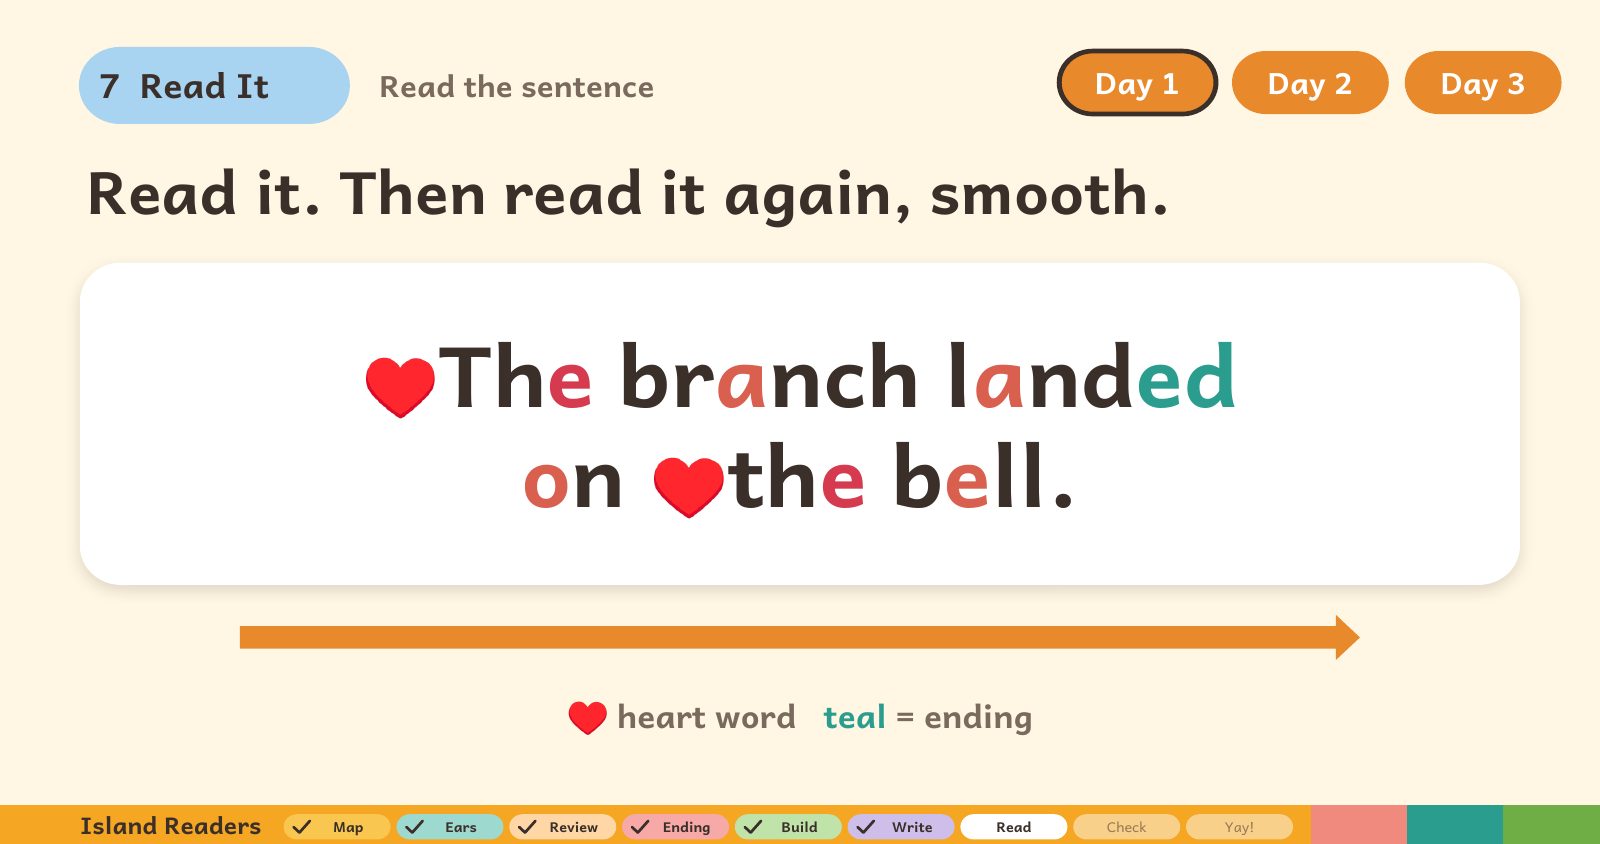 7 Read It
Read the sentence
Day 1
Day 2
Day 3
Read it. Then read it again, smooth.
The branch landed
on the bell.
heart word teal = ending
Island Readers
Map
Ears
Review
Ending
Build
Write
Read
Check
Yay!